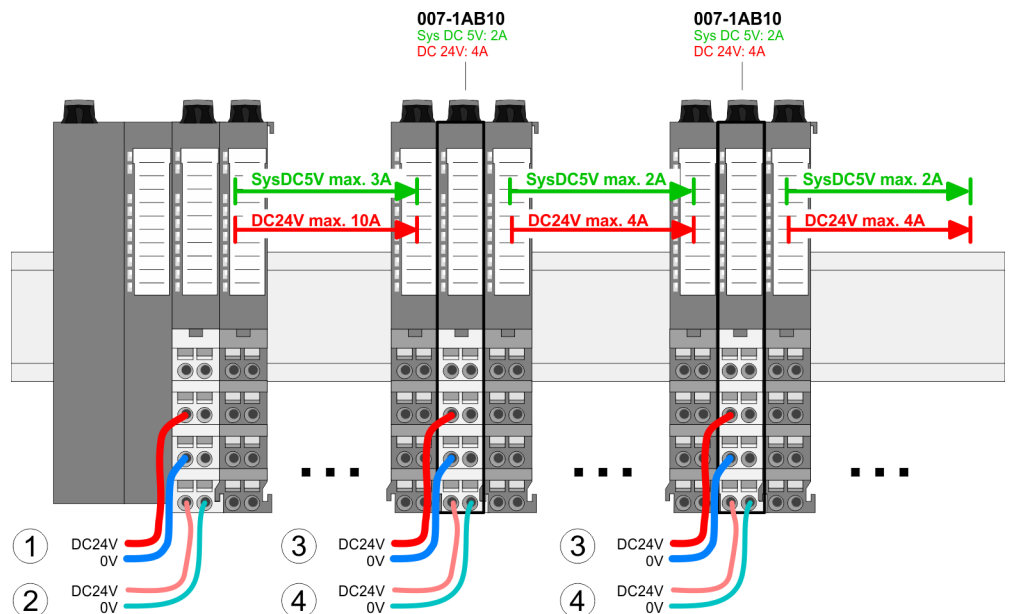 007-1AB10
Sys DC 5V: 2A
DC 24V: 4A
007-1AB10
Sys DC 5V: 2A
DC 24V: 4A
SysDC5V max. 3A
SysDC5V max. 2A
SysDC5V max. 2A
DC24V max. 10A
DC24V max. 4A
DC24V max. 4A
1
DC24V
0V
3
DC24V
0V
3
DC24V
0V
2
DC24V
0V
4
DC24V
0V
4
DC24V
0V